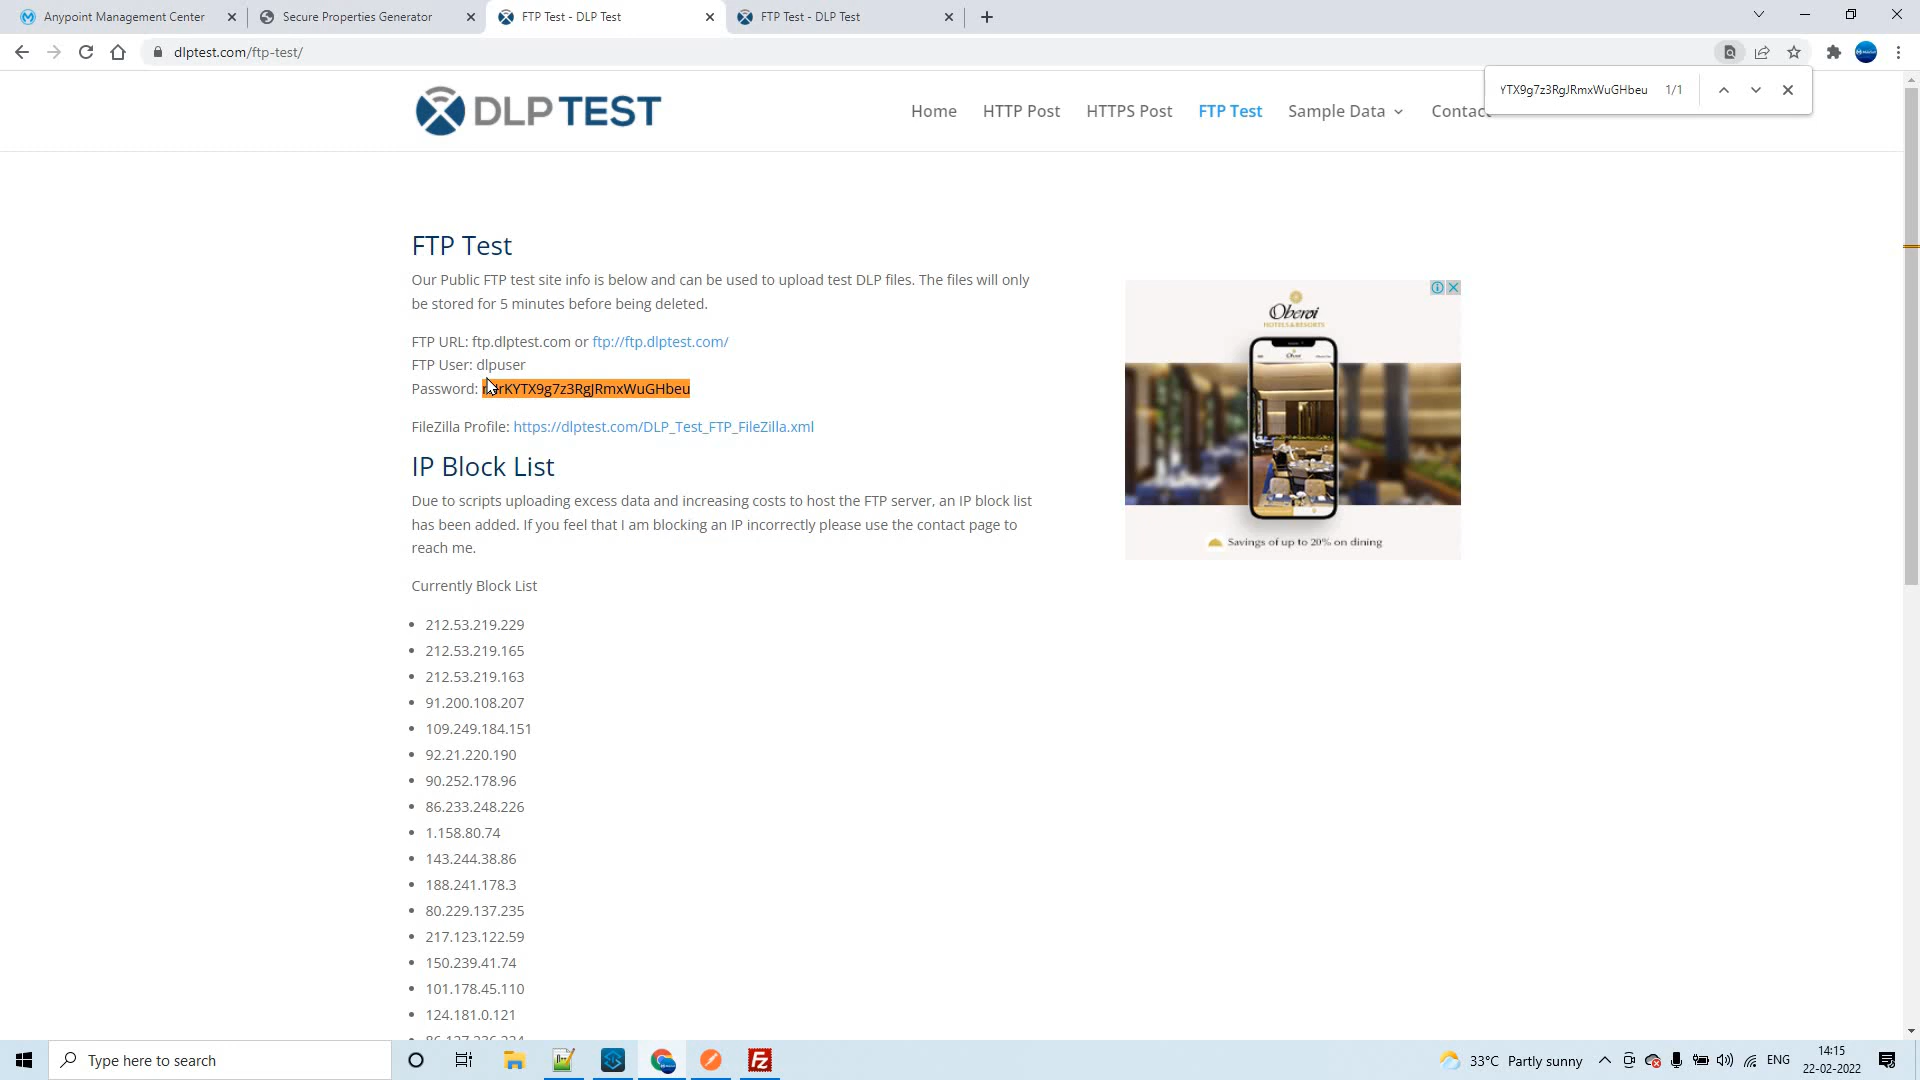 Anypoint Management Center
Secure Properties Generator
FTP Test - DLP Test
FTP Test - DLP Test
dlptest.com/ftp-test/
YTX9g7z3RgJRmxWuGHbeu 1/1
DLP TEST
Home HTTP Post HTTPS Post FTP Test Sample Data Contact
FTP Test
Our Public FTP test site info is below and can be used to upload test DLP files. The files will only
be stored for 5 minutes before being deleted.
FTP URL: ftp.dlptest.com or ftp://ftp.dlptest.com/
FTP User: dlpuser
Password: rKYTX9g7z3RgJRmxWuGHbeu
FileZilla Profile: https://dlptest.com/DLP_Test_FTP_FileZilla.xml
Oberoi
HOTELS & RESORTS
Savings of up to 20% on dining
IP Block List
Due to scripts uploading excess data and increasing costs to host the FTP server, an IP block list
has been added. If you feel that I am blocking an IP incorrectly please use the contact page to
reach me.
Currently Block List
212.53.219.229
212.53.219.165
212.53.219.163
91.200.108.207
109.249.184.151
92.21.220.190
90.252.178.96
86.233.248.226
1.158.80.74
143.244.38.86
188.241.178.3
80.229.137.235
217.123.122.59
150.239.41.74
101.178.45.110
124.181.0.121
Type here to search
33°C Partly sunny
ENG
14:15
22-02-2022